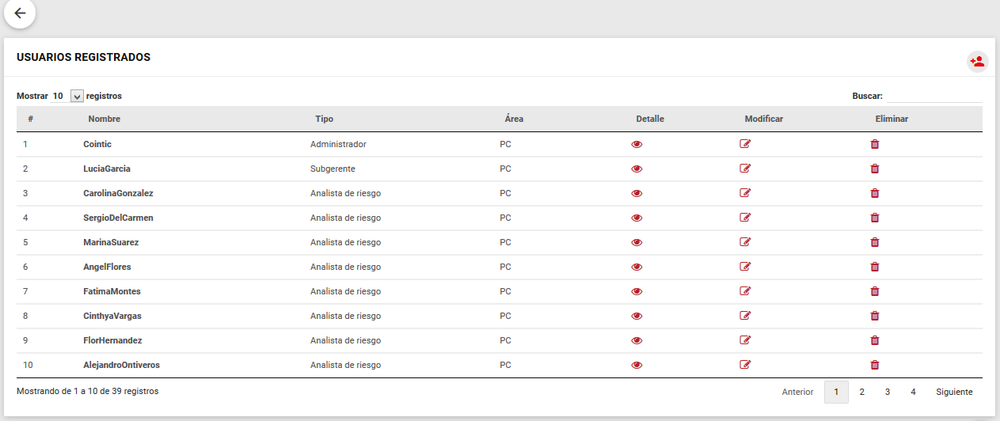 USUARIOS REGISTRADOS
Mostrar 10 registros Buscar:
# Nombre Tipo Área Detalle Modificar Eliminar
1 Cointic Administrador PC
2 LuciaGarcia Subgerente PC
3 CarolinaGonzalez Analista de riesgo PC
4 SergioDelCarmen Analista de riesgo PC
5 MarinaSuarez Analista de riesgo PC
6 AngelFlores Analista de riesgo PC
7 FatimaMontes Analista de riesgo PC
8 CinthyaVargas Analista de riesgo PC
9 FlorHernandez Analista de riesgo PC
10 AlejandroOntiveros Analista de riesgo PC
Mostrando de 1 a 10 de 39 registros Anterior 1 2 3 4 Siguiente